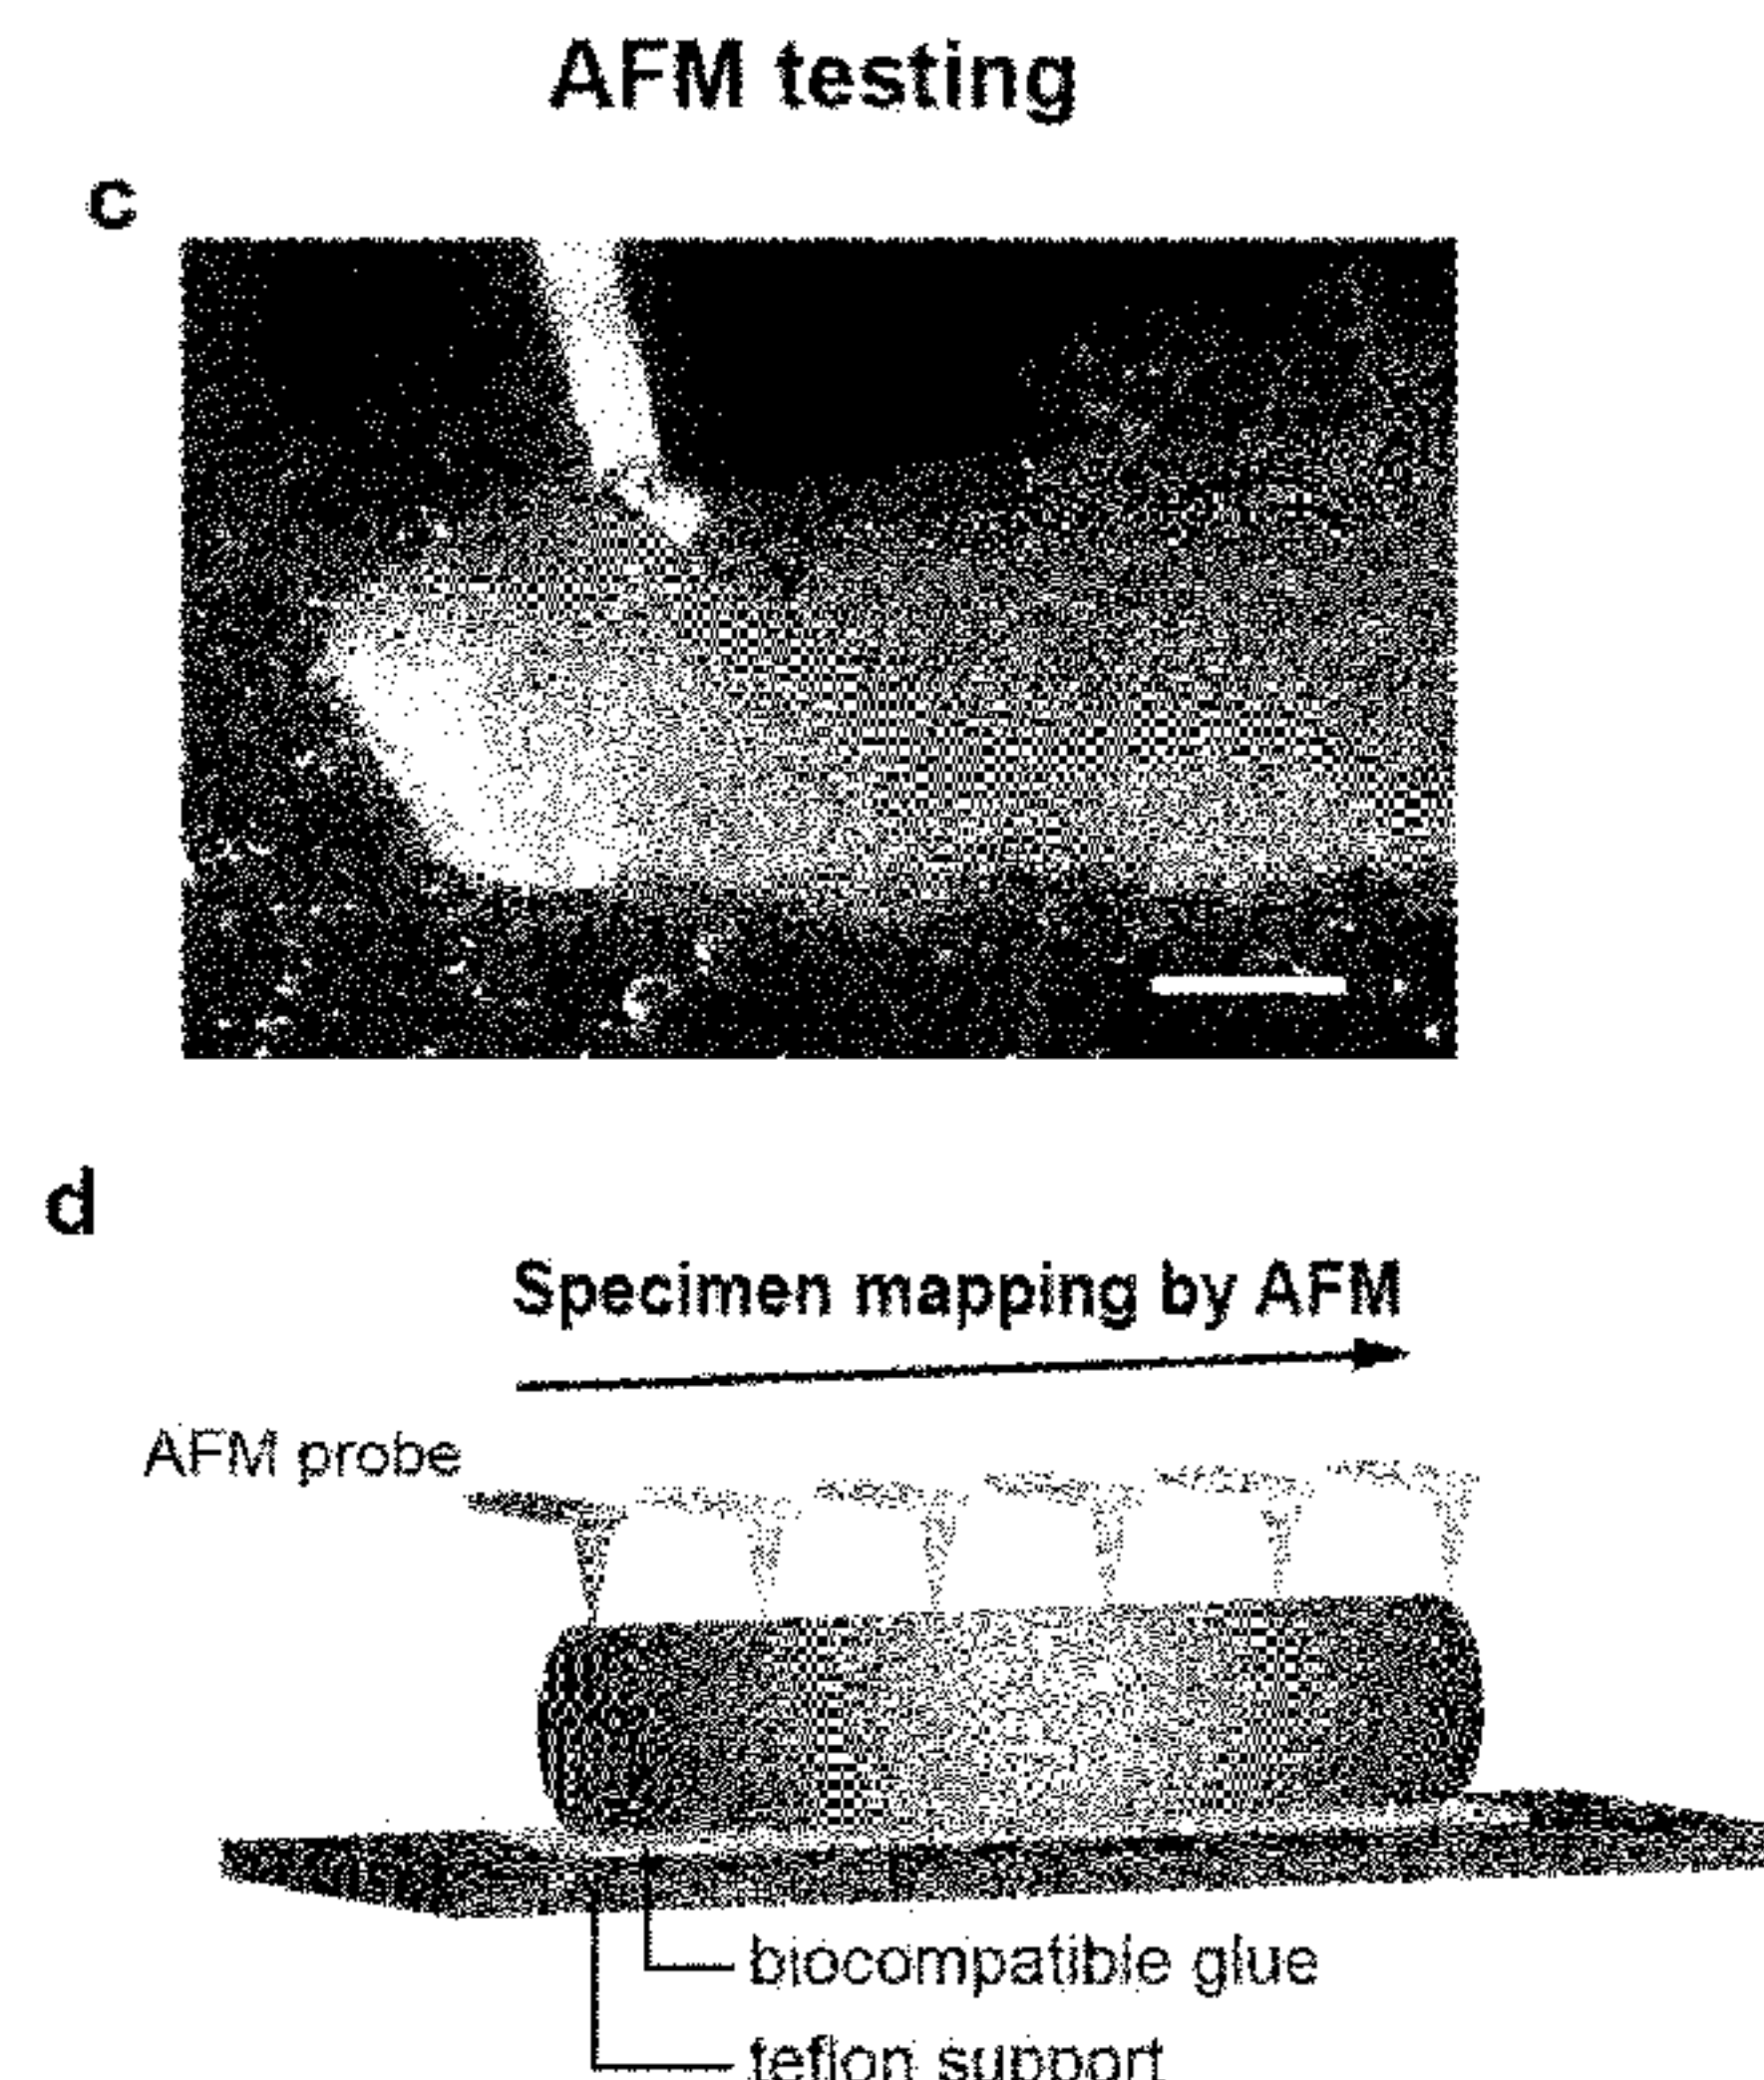 AFM testing
c
d
Specimen mapping by AFM
AFM probe
biocompatible glue
teflon support